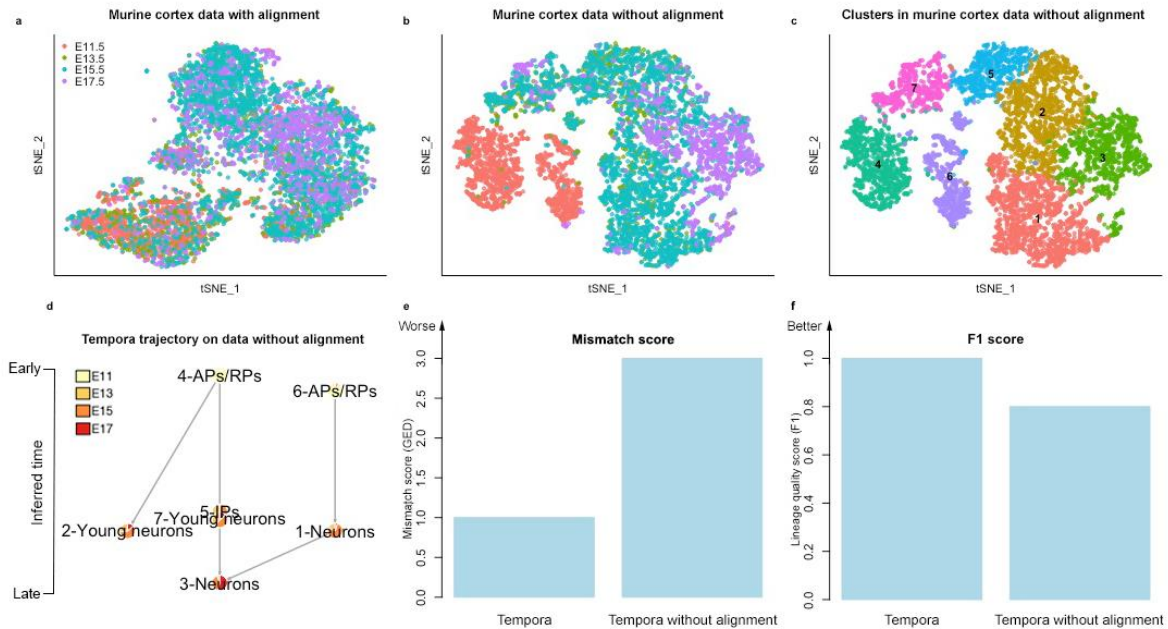 Murine cortex data with alignment
a
E11.5
E13.5
E15.5
E17.5
tSNE_2
tSNE_1
Murine cortex data without alignment
b
tSNE_2
tSNE_1
Clusters in murine cortex data without alignment
c
5
7
2
3
4
6
1
tSNE_2
tSNE_1
d
Tempora trajectory on data without alignment
Early
E11
E13
E15
E17
4-APs/RPs
6-APs/RPs
Inferred time
5-IPs
7-Young neurons
2-Young neurons
1-Neurons
3-Neurons
Late
e
Worse
Mismatch score
Mismatch score (GED)
3.0
2.5
2.0
1.5
1.0
0.5
0.0
Tempora
Tempora without alignment
f
Better
F1 score
Lineage quality score (F1)
1.0
0.8
0.6
0.4
0.2
0.0
Tempora
Tempora without alignment